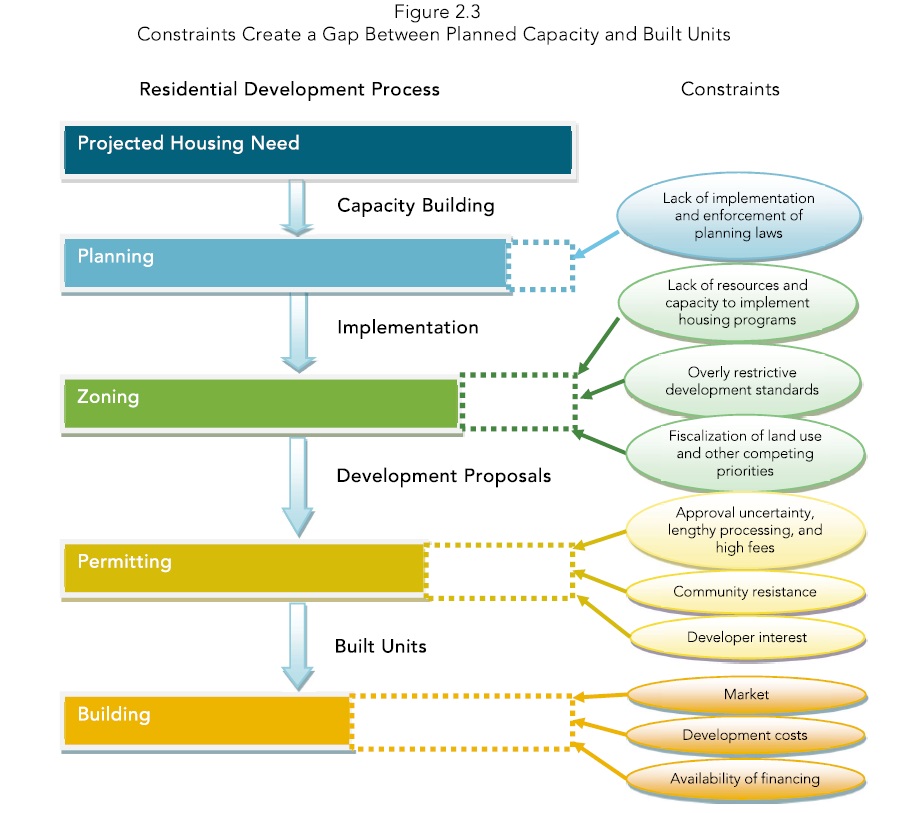 Figure 2.3
Constraints Create a Gap Between Planned Capacity and Built Units
Residential Development Process
Constraints
Projected Housing Need
Capacity Building
Lack of implementation
and enforcement of
planning laws
Planning
Lack of resources and
capacity to implement
housing programs
Implementation
Overly restrictive
development standards
Zoning
Fiscalization of land use
and other competing
priorities
Development Proposals
Approval uncertainty,
lengthy processing, and
high fees
Permitting
Community resistance
Developer interest
Built Units
Market
Building
Development costs
Availability of financing